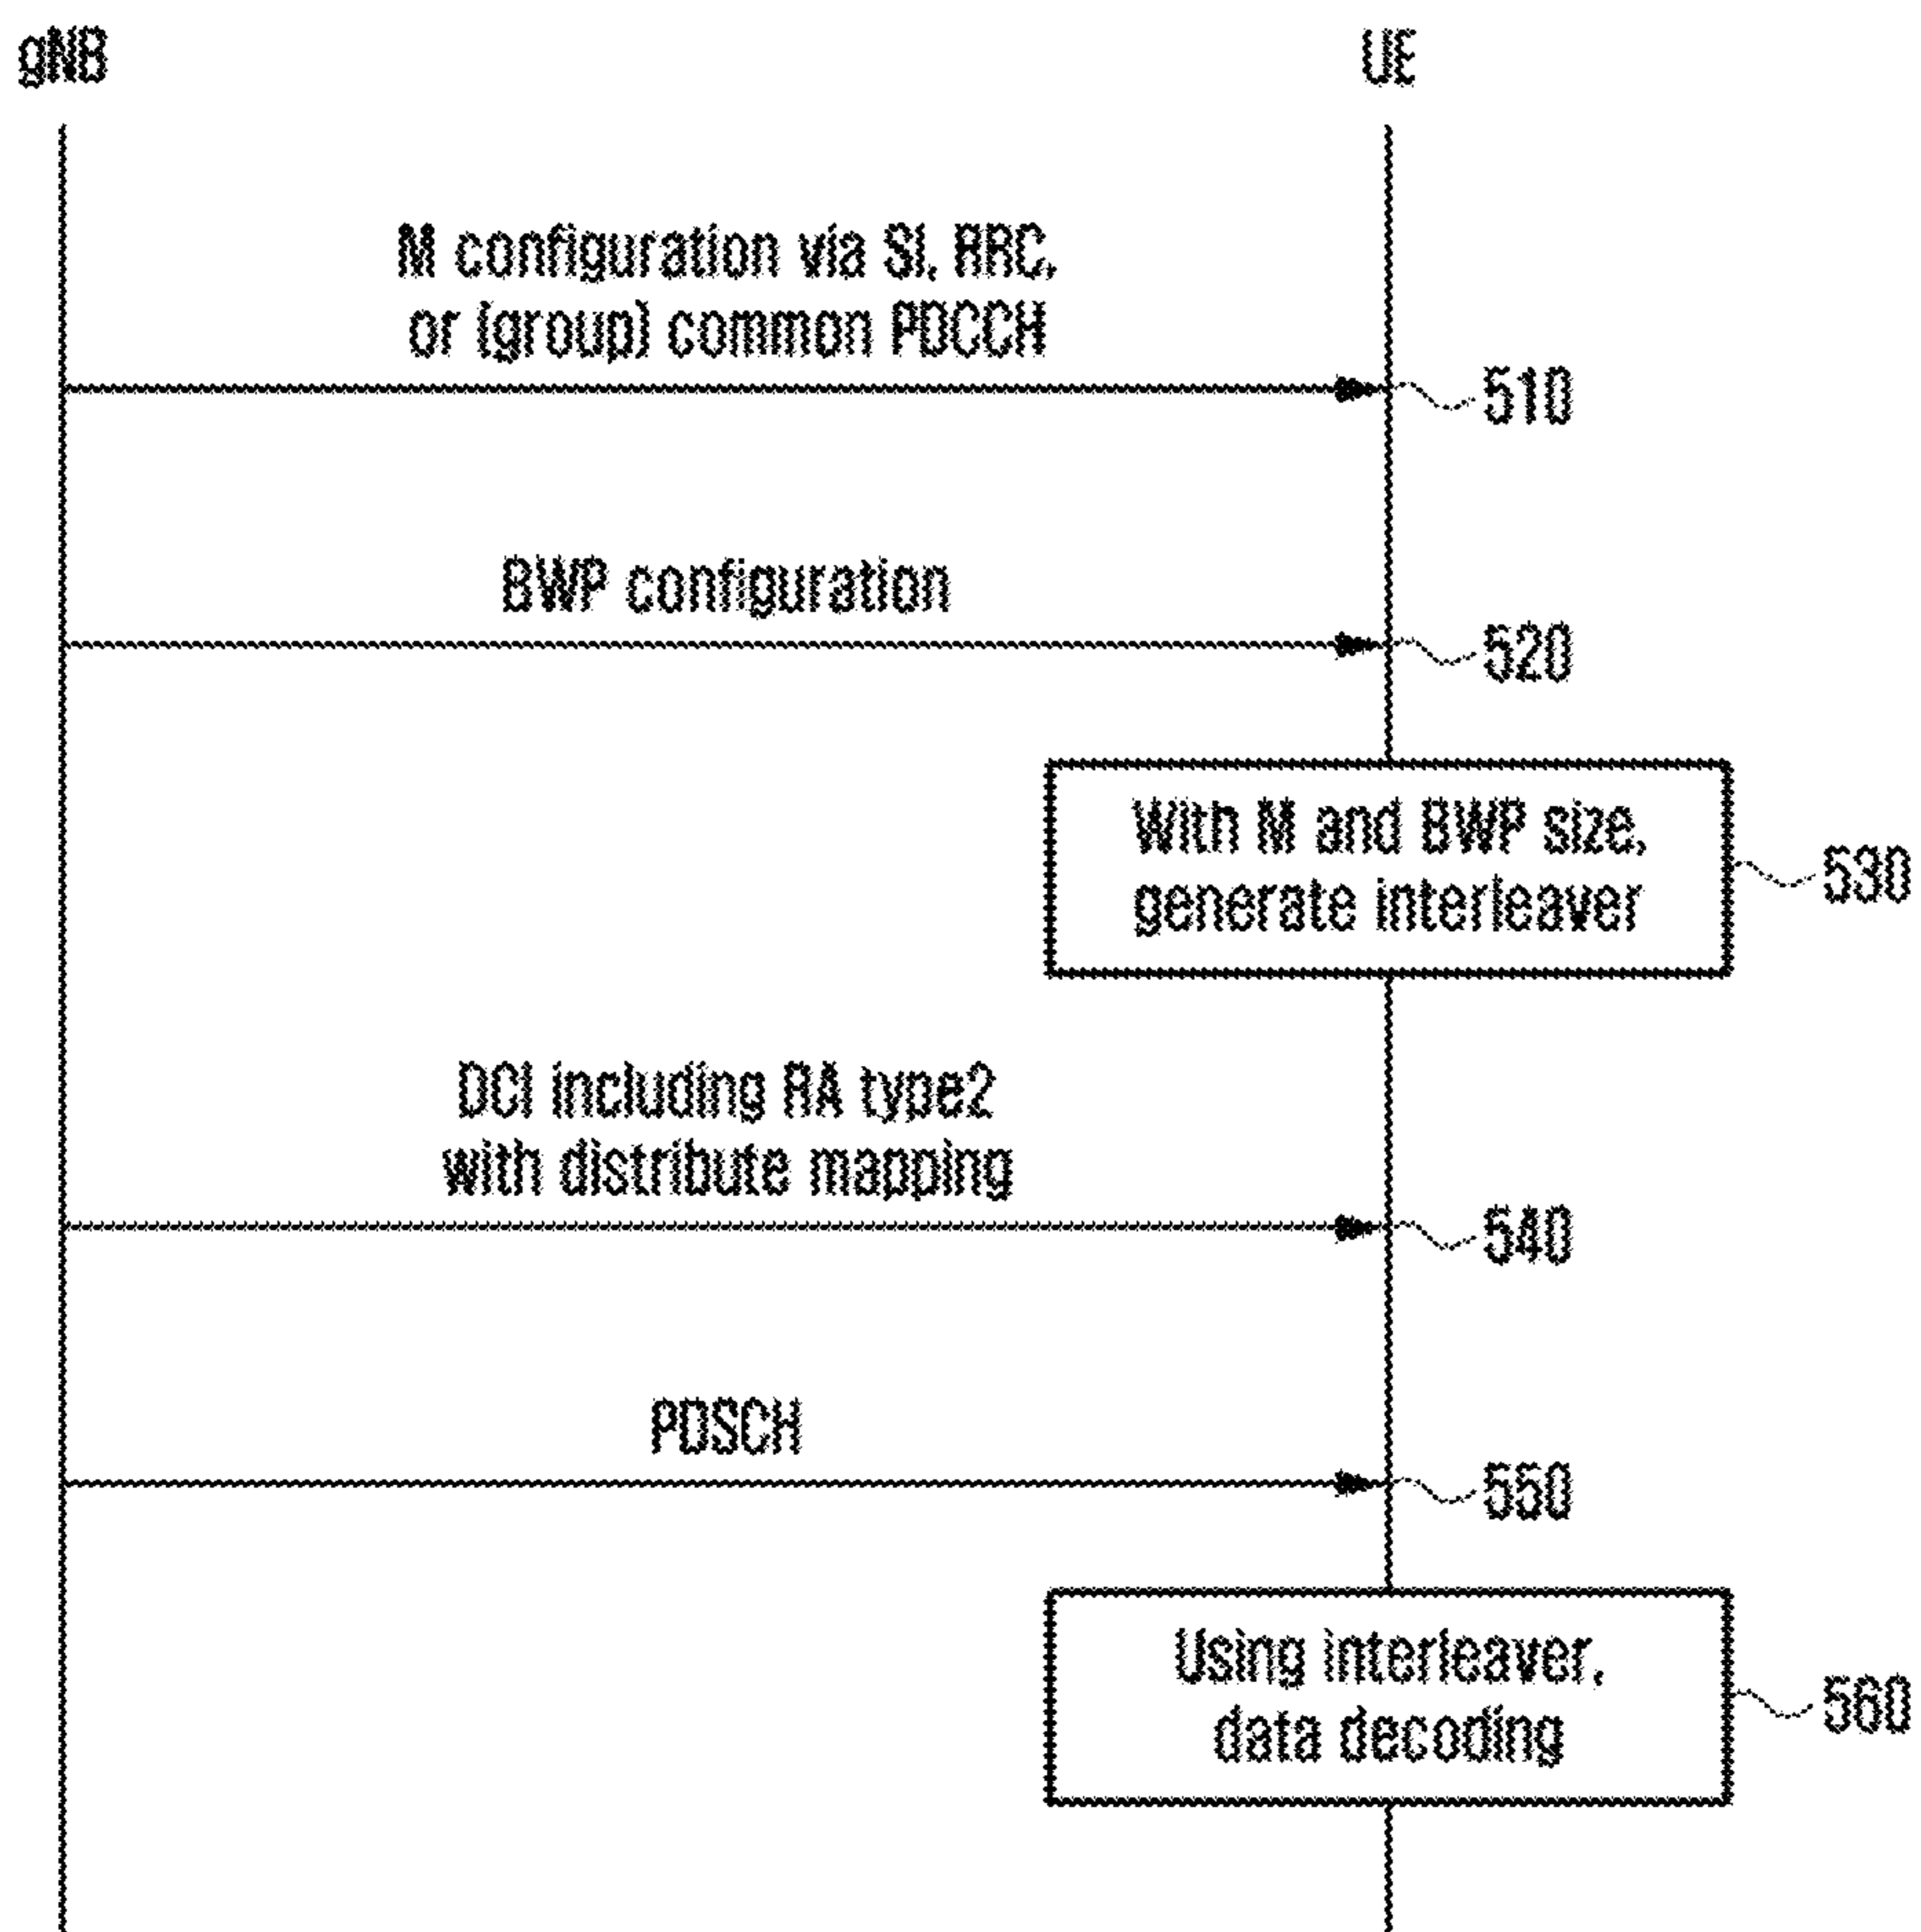 gNB
UE
M configuration via SI, RRC,
or (group) common PDCCH
510
BWP configuration
520
With M and BWP size,
generate interleaver
530
DCI including RA type2
with distribute mapping
540
PDSCH
550
Using interleaver,
data decoding
560